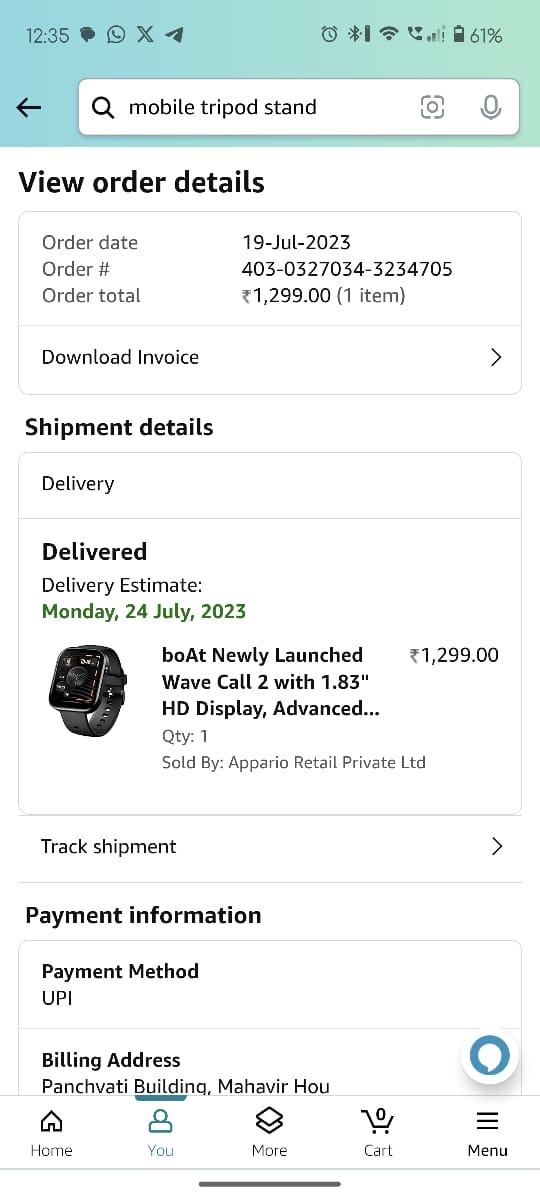 12:35
61%
mobile tripod stand
View order details
Order date 19-Jul-2023
Order # 403-0327034-3234705
Order total ₹1,299.00 (1 item)
Download Invoice
Shipment details
Delivery
Delivered
Delivery Estimate:
Monday, 24 July, 2023
boAt Newly Launched ₹1,299.00
Wave Call 2 with 1.83"
HD Display, Advanced...
Qty: 1
Sold By: Appario Retail Private Ltd
Track shipment
Payment information
Payment Method
UPI
Billing Address
Panchvati Building, Mahavir Hou
Home You More 0 Cart Menu